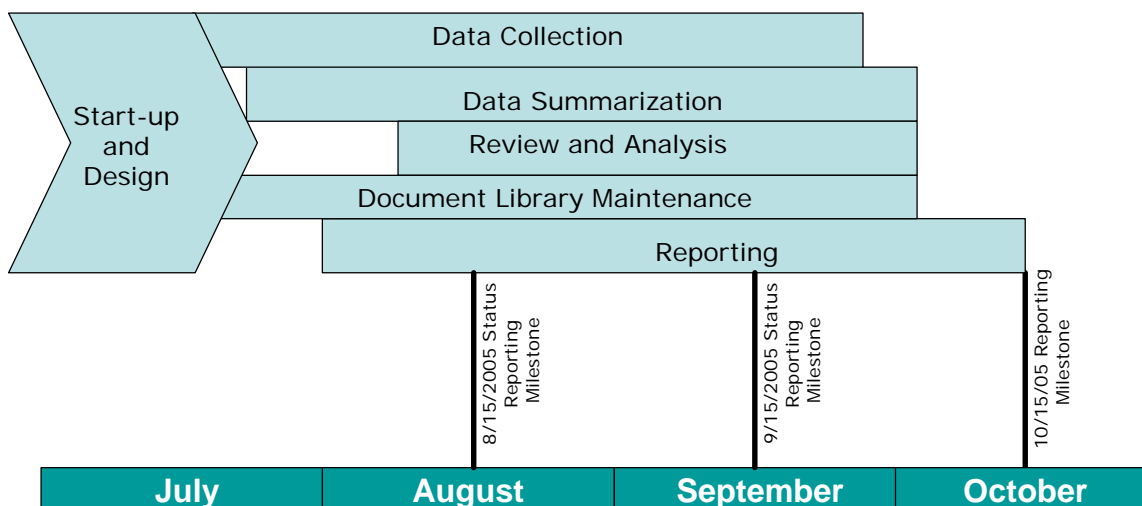 Data Collection
Data Summarization
Start-up
and
Design
Review and Analysis
Document Library Maintenance
Reporting
8/15/2005 Status
Reporting
Milestone
9/15/2005 Status
Reporting
Milestone
10/15/05 Reporting
Milestone
July
August
September
October